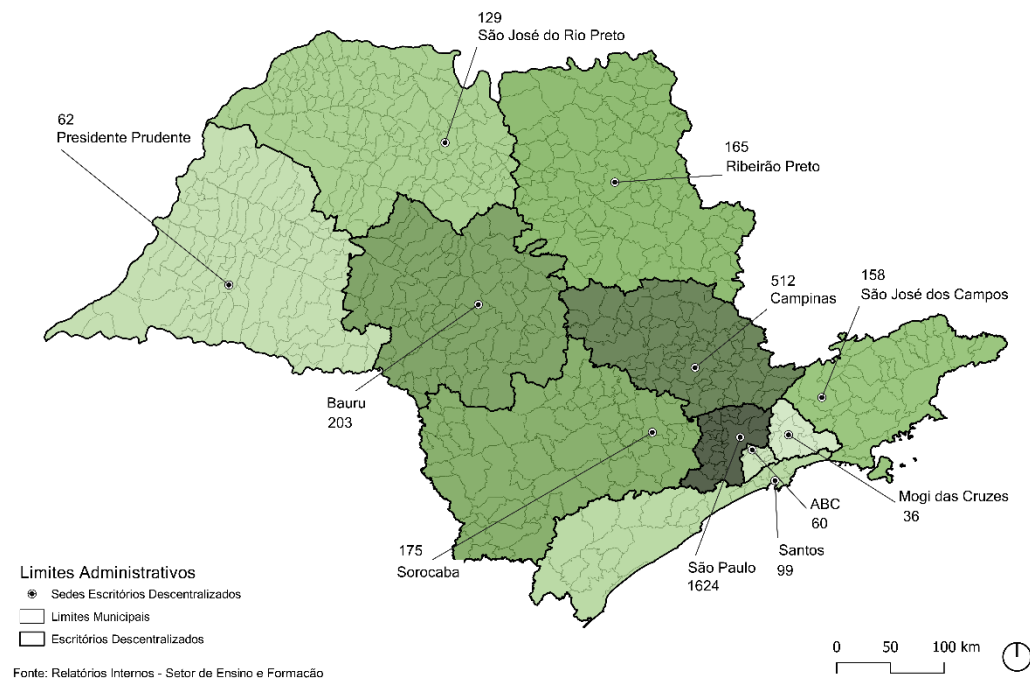 129
São José do Rio Preto
62
Presidente Prudente
165
Ribeirão Preto
512
Campinas
158
São José dos Campos
Bauru
203
Mogi das Cruzes
36
ABC
60
175
Sorocaba
São Paulo
1624
Santos
99
Limites Administrativos
Sedes Escritórios Descentralizados
Limites Municipais
Escritórios Descentralizados
0 50 100 km
Fonte: Relatórios Internos - Setor de Ensino e Formação